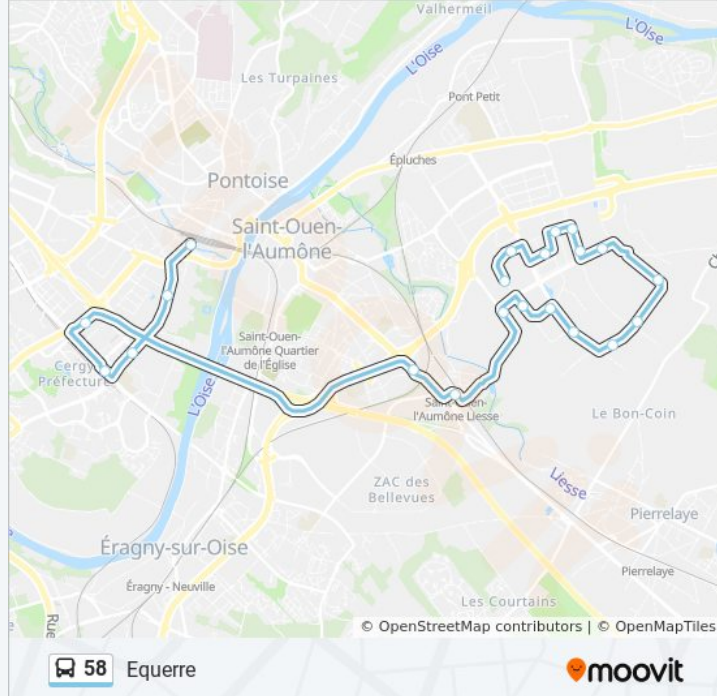 Valhermeil
L'Oise
L'Oise
Les Turpaines
Pont Petit
Épluches
Pontoise
Saint-Ouen-
l'Aumône
Saint-Ouen-
l'Aumône Quartier
de l'Église
Cergy
Préfecture
L'Oise
Saint-Ouen-
l'Aumône Liesse
Le Bon-Coin
ZAC des
Bellevues
Liesse
Pierrelaye
Éragny-sur-Oise
Pierrelaye
Éragny - Neuville
Les Courtains
Rue
© OpenStreetMap contributors | © OpenMapTiles
58 Equerre
moovit